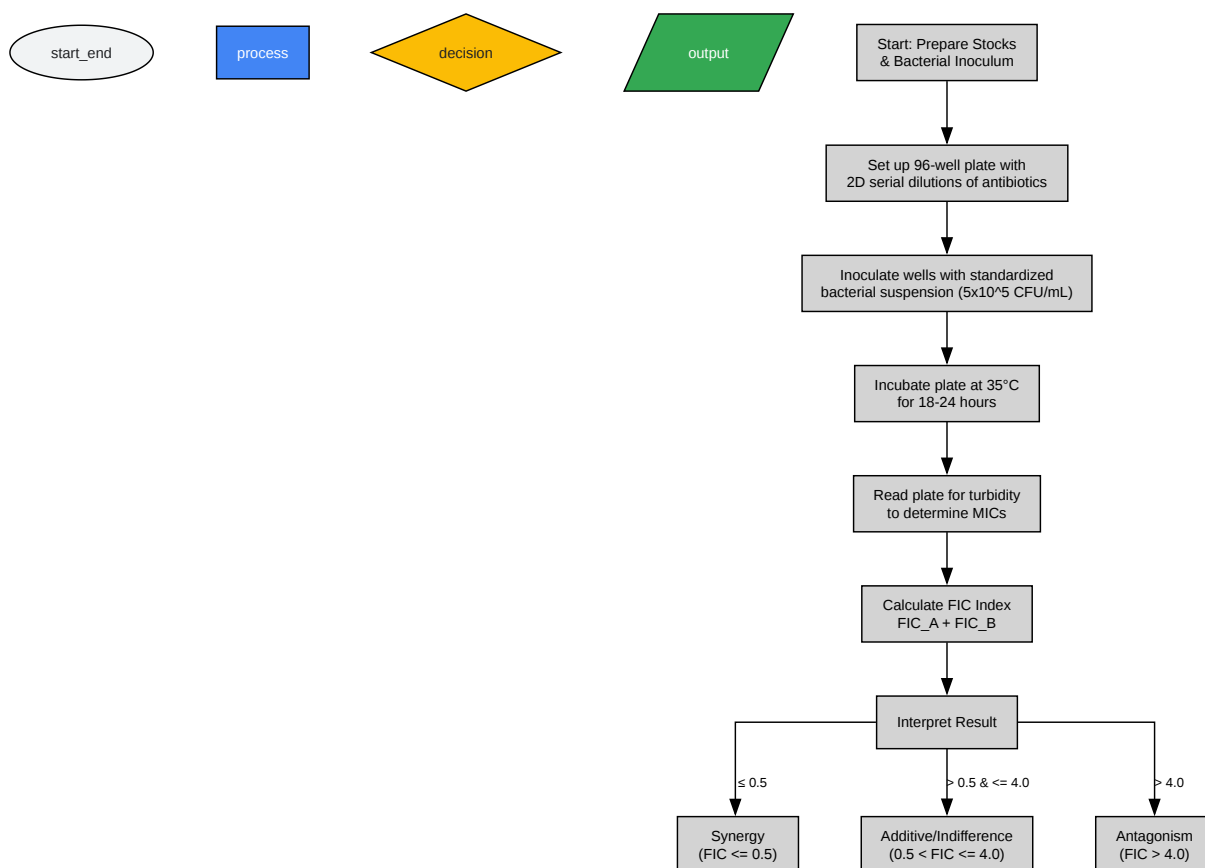 start_end
process
decision
output
Start: Prepare Stocks
& Bacterial Inoculum
Set up 96-well plate with
2D serial dilutions of antibiotics
Inoculate wells with standardized
bacterial suspension (5x10^5 CFU/mL)
Incubate plate at 35°C
for 18-24 hours
Read plate for turbidity
to determine MICs
Calculate FIC Index
FIC_A + FIC_B
Interpret Result
≤ 0.5
> 0.5 & <= 4.0
> 4.0
Synergy
(FIC <= 0.5)
Additive/Indifference
(0.5 < FIC <= 4.0)
Antagonism
(FIC > 4.0)